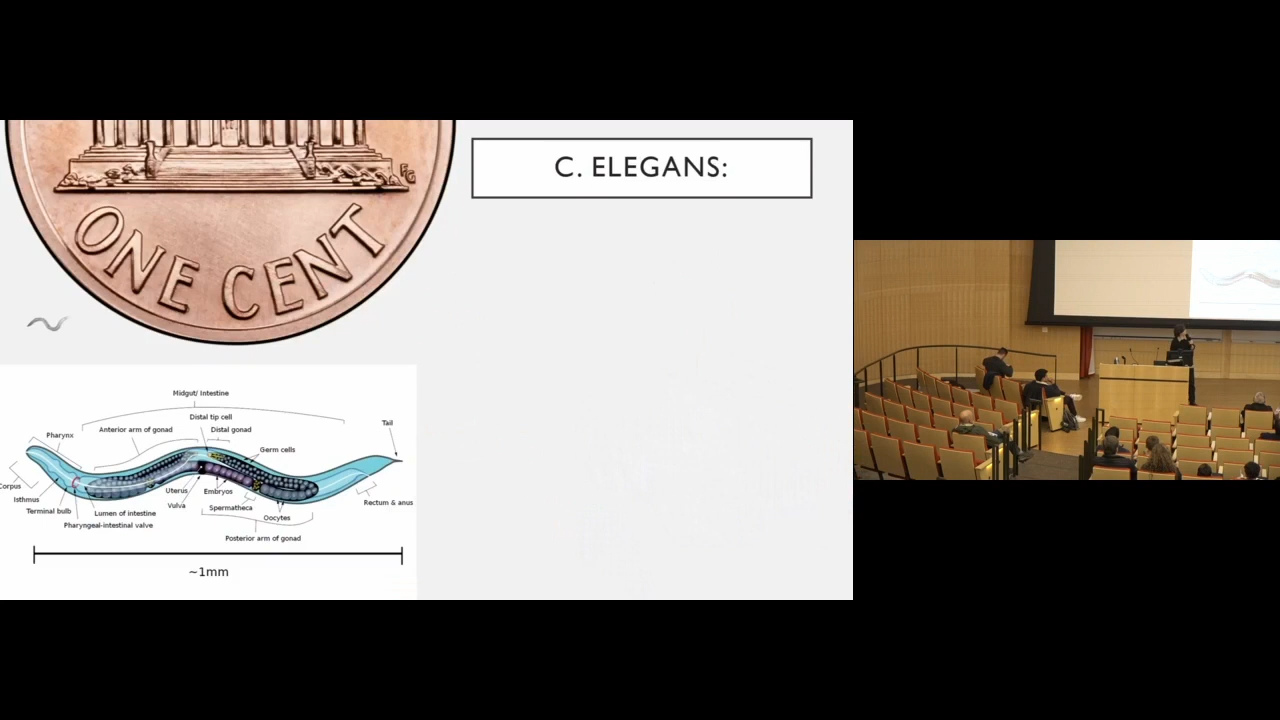 ONE CENT
FG
C. ELEGANS:
Midgut/ Intestine
Distal tip cell
Anterior arm of gonad
Distal gonad
Tail
Pharynx
Germ cells
Corpus
Isthmus
Uterus
Embryos
Terminal bulb
Lumen of intestine
Vulva
Spermatheca
Rectum & anus
Pharyngeal-intestinal valve
Oocytes
Posterior arm of gonad
~1mm